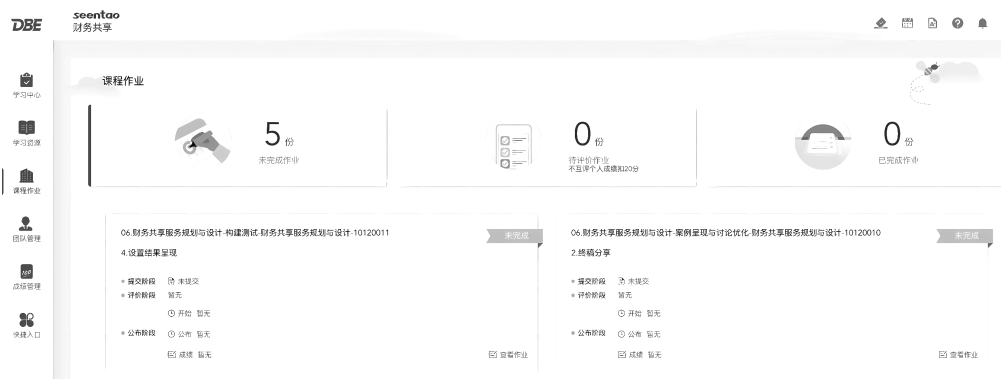 DBE
seentao
财务共享
学习中心
学习资源
课程作业
团队管理
成绩管理
快捷入口
课程作业
5 份
未完成作业
0 份
待评价作业
不互评个人成绩扣20分
0 份
已完成作业
06.财务共享服务规划与设计-构建测试-财务共享服务规划与设计-10120011
未完成
4.设置结果呈现
提交阶段 未提交
评价阶段 暂无
开始 暂无
公布阶段 公布 暂无
成绩 暂无
查看作业
06.财务共享服务规划与设计-案例呈现与讨论优化-财务共享服务规划与设计-10120010
未完成
2.终稿分享
提交阶段 未提交
评价阶段 暂无
开始 暂无
公布阶段 公布 暂无
成绩 暂无
查看作业